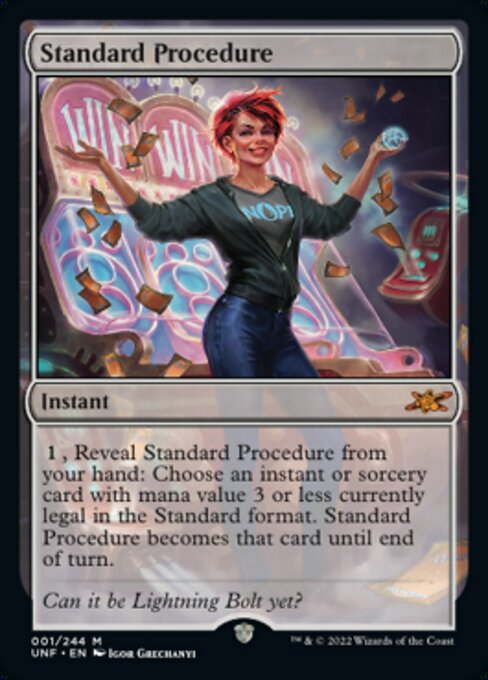 Standard Procedure
WIN WIN
NOPE
Instant
1 , Reveal Standard Procedure from
your hand: Choose an instant or sorcery
card with mana value 3 or less currently
legal in the Standard format. Standard
Procedure becomes that card until end
of turn.
Can it be Lightning Bolt yet?
001/244 M
UNF • EN Igor Grechanyi
™ & © 2022 Wizards of the Coast